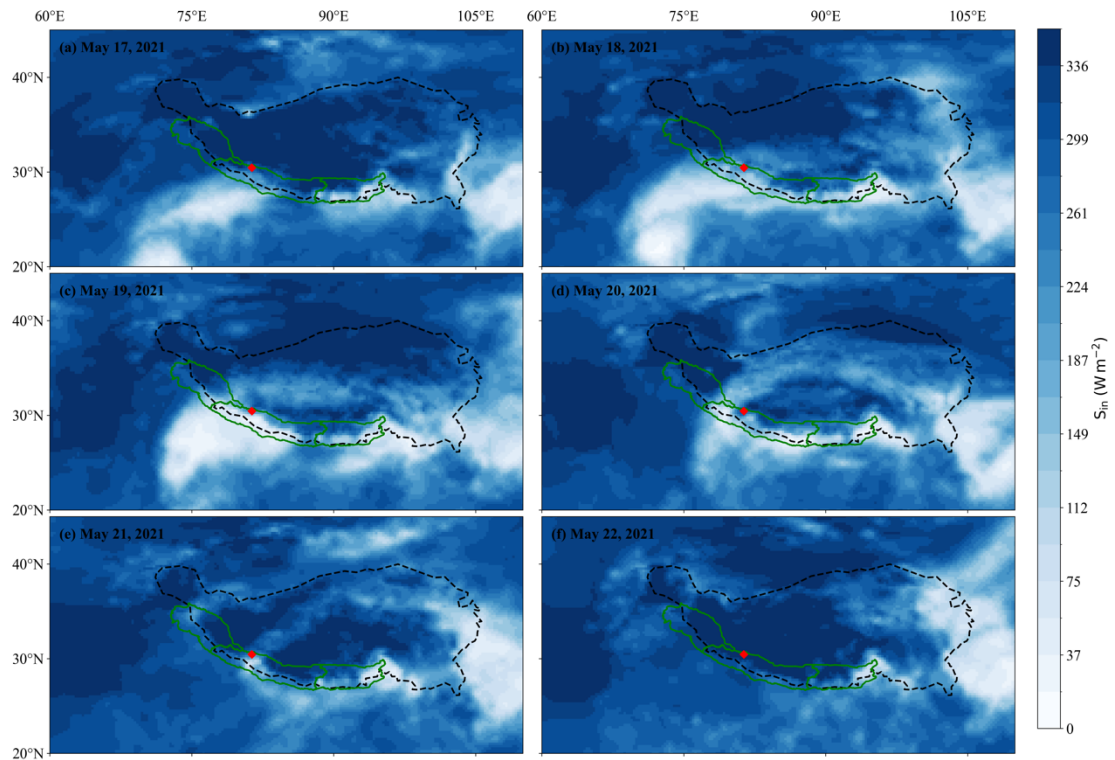 60°E 75°E 90°E 105°E 60°E 75°E 90°E 105°E
(a) May 17, 2021
(b) May 18, 2021
40°N
30°N
20°N
(c) May 19, 2021
(d) May 20, 2021
40°N
30°N
20°N
(e) May 21, 2021
(f) May 22, 2021
40°N
30°N
20°N
336
299
261
224
187
149
112
75
37
0
Sin (W m−2)